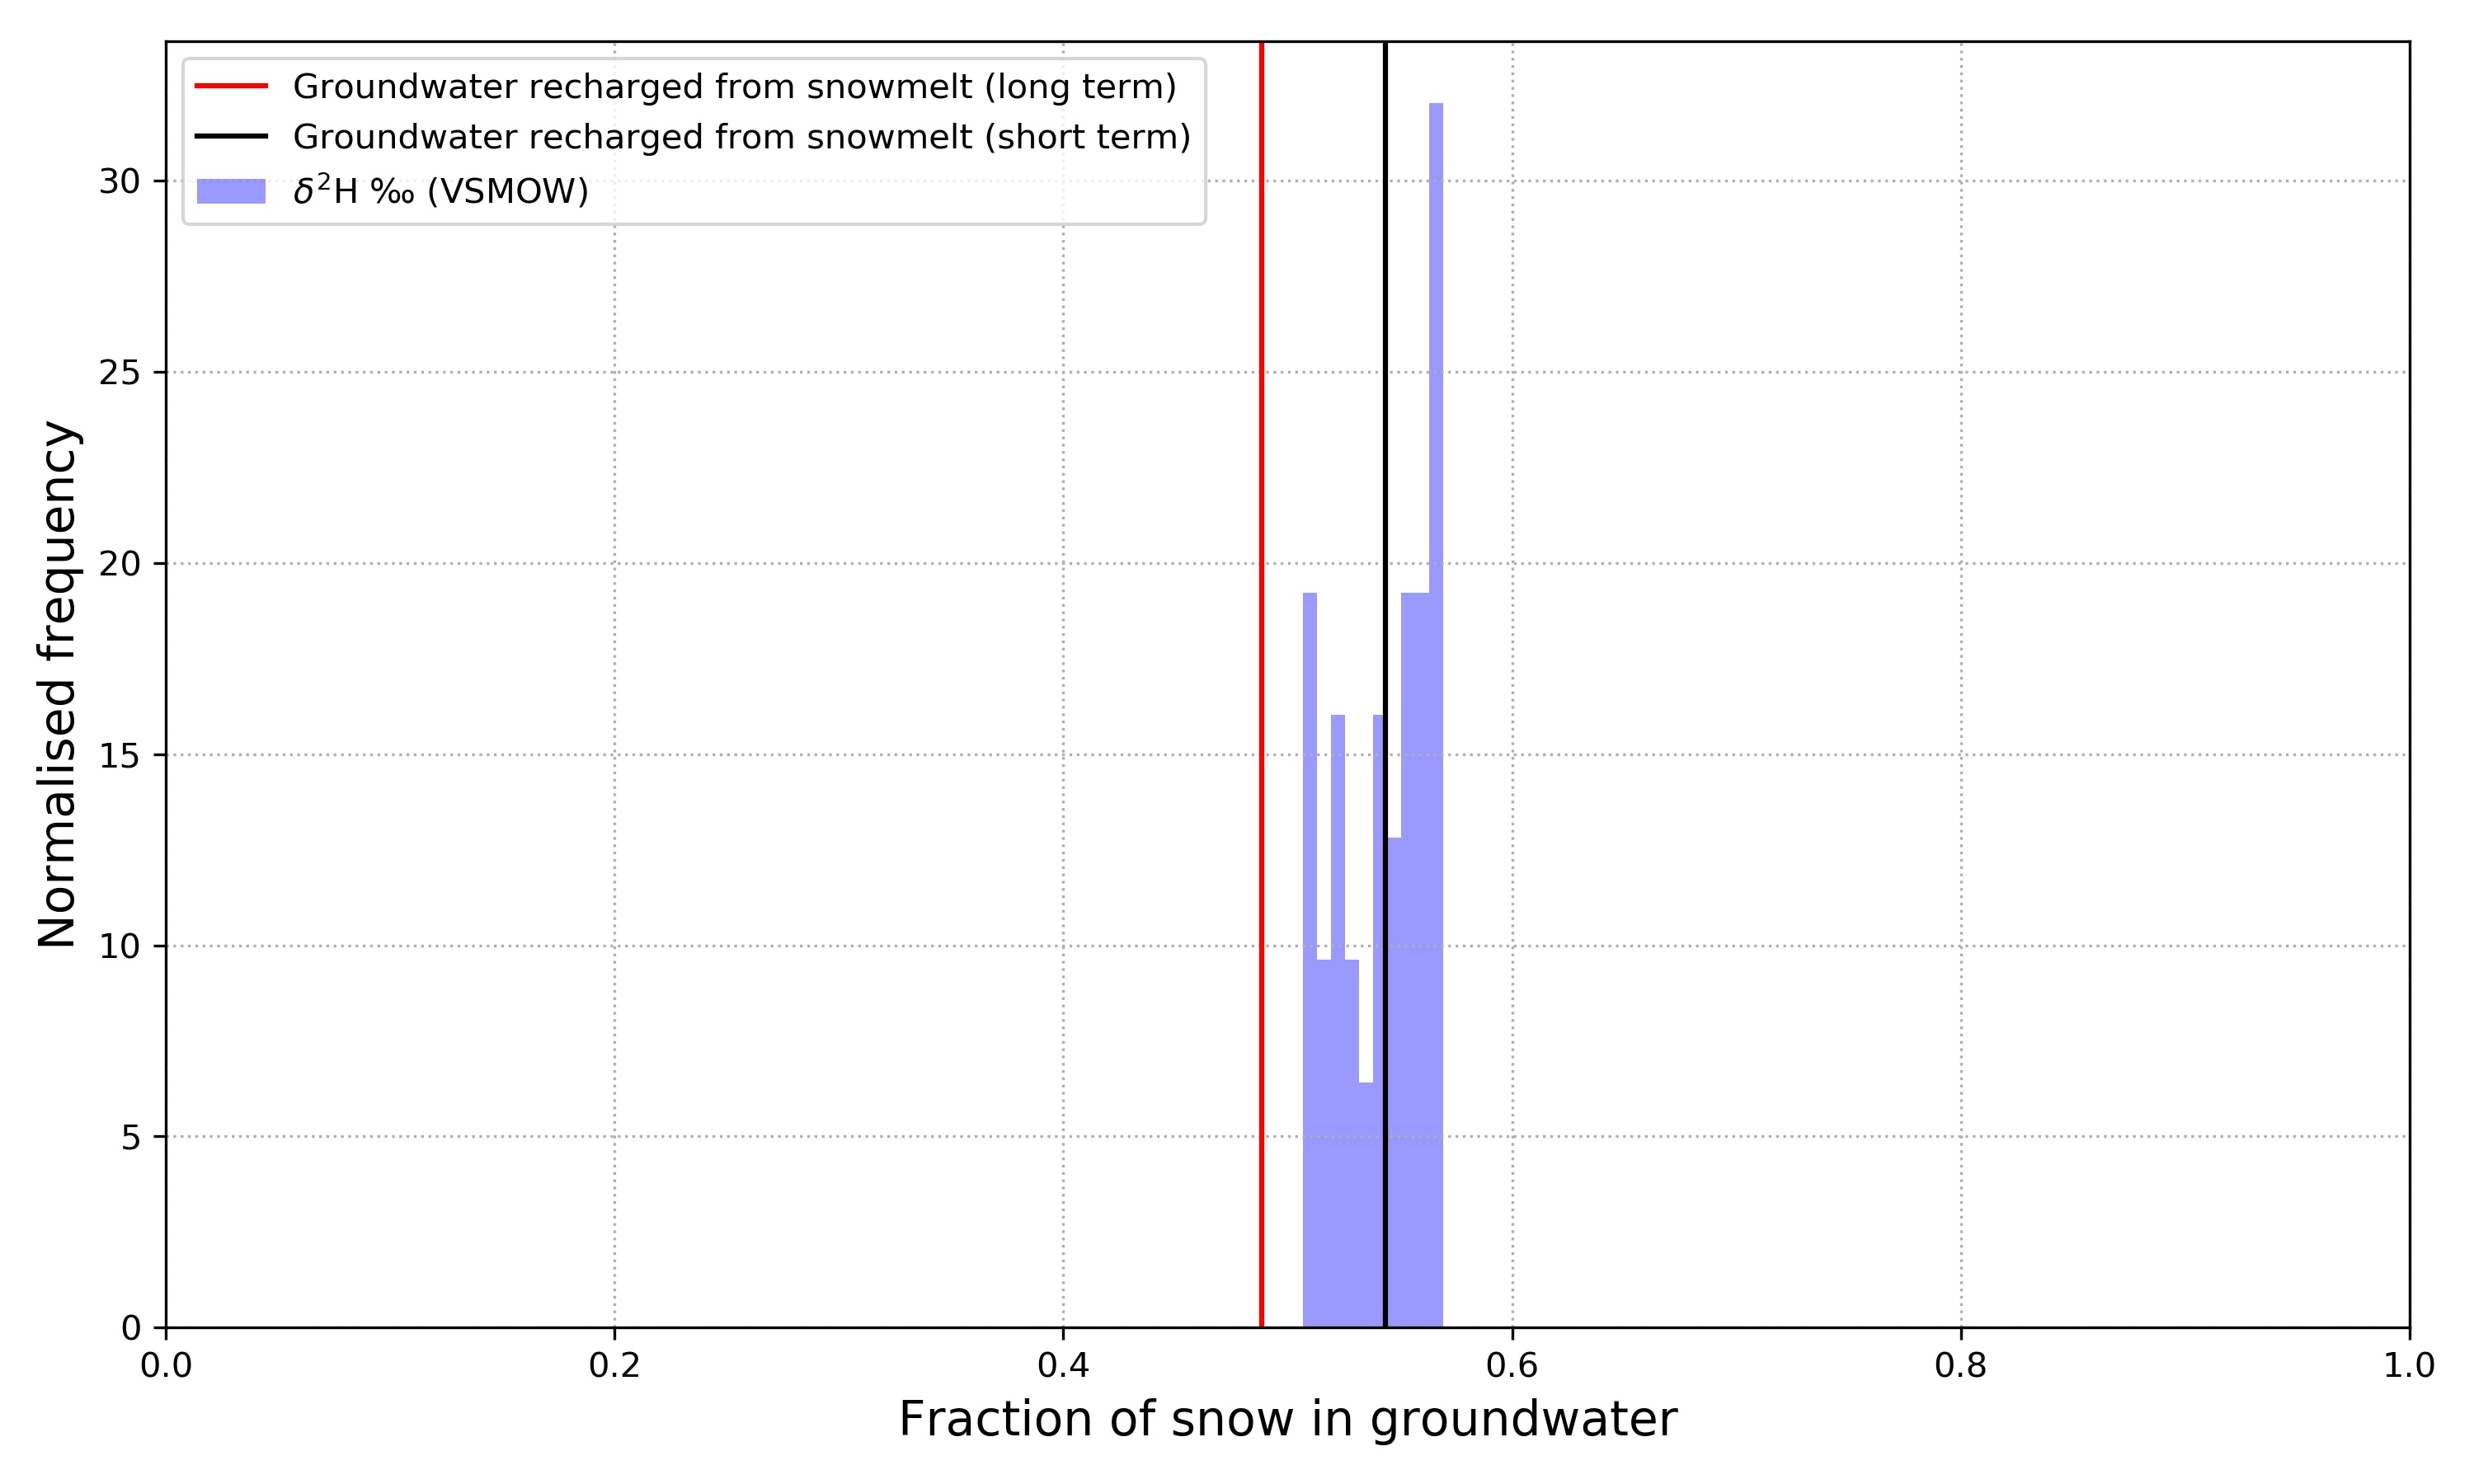 Groundwater recharged from snowmelt (long term)
Groundwater recharged from snowmelt (short term)
δ²H ‰ (VSMOW)
30
25
20
15
10
5
0
Normalised frequency
0.0 0.2 0.4 0.6 0.8 1.0
Fraction of snow in groundwater